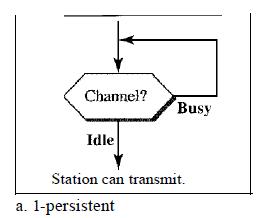 Channel?
Busy
Idle
Station can transmit.
a. 1-persistent